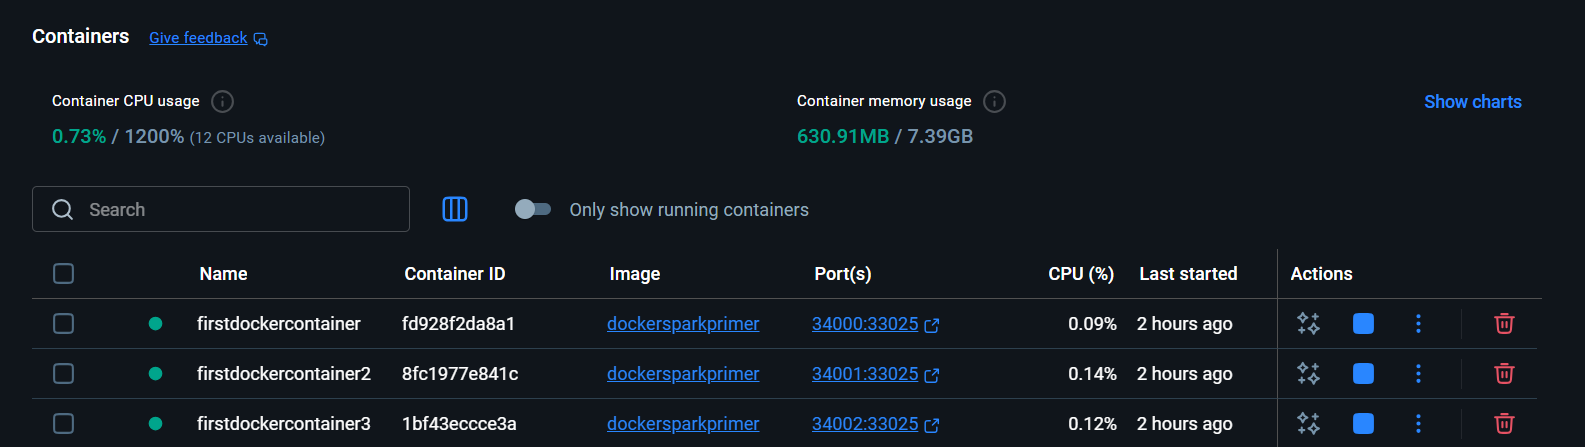 Containers Give feedback
Container CPU usage Container memory usage Show charts
0.73% / 1200% (12 CPUs available) 630.91MB / 7.39GB
Search Only show running containers
Name Container ID Image Port(s) CPU (%) Last started Actions
firstdockercontainer fd928f2da8a1 dockersparkprimer 34000:33025 0.09% 2 hours ago
firstdockercontainer2 8fc1977e841c dockersparkprimer 34001:33025 0.14% 2 hours ago
firstdockercontainer3 1bf43eccce3a dockersparkprimer 34002:33025 0.12% 2 hours ago